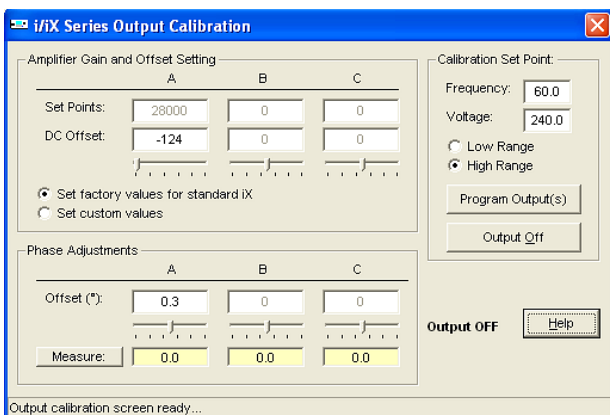 i/iX Series Output Calibration
Amplifier Gain and Offset Setting
A B C
Set Points: 28000 0 0
DC Offset: -124 0 0
Set factory values for standard iX
Set custom values
Calibration Set Point:
Frequency: 60.0
Voltage: 240.0
Low Range
High Range
Program Output(s)
Output Off
Phase Adjustments
A B C
Offset (°): 0.3 0 0
Measure: 0.0 0.0 0.0
Output OFF
Help
Output calibration screen ready...